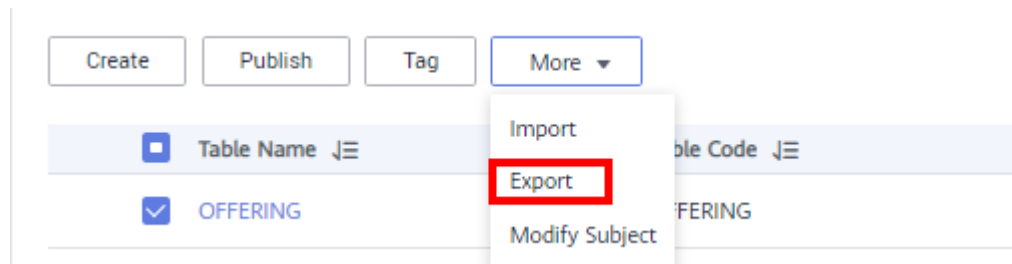 Create Publish Tag More
Import
Table Name ble Code
Export
OFFERING FFERING
Modify Subject